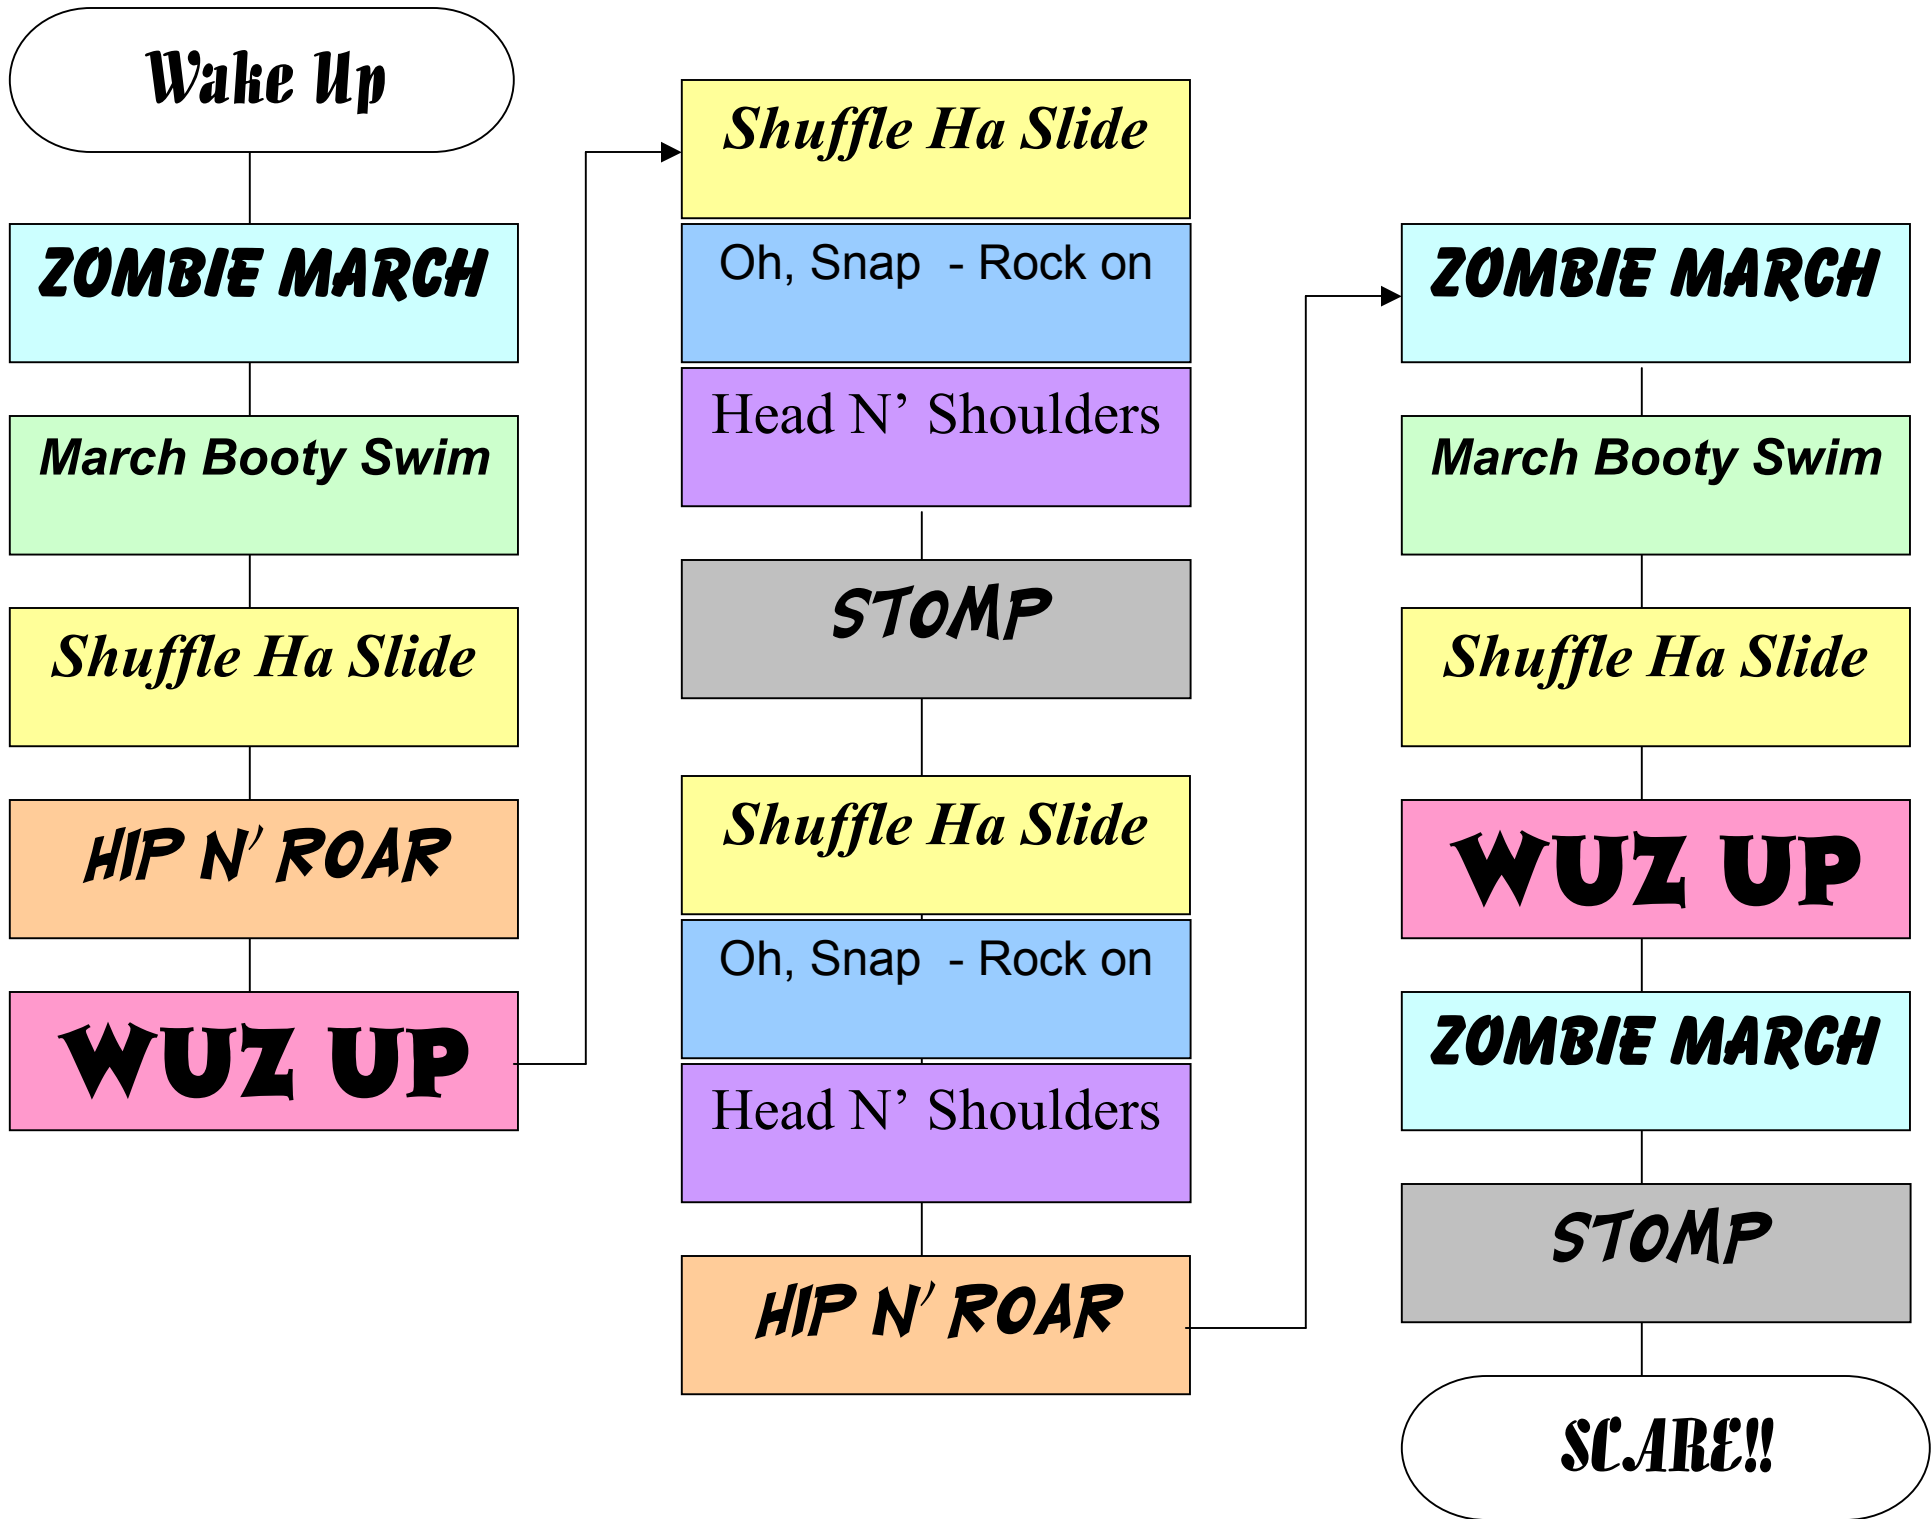 Wake Up
ZOMBIE MARCH
March Booty Swim
Shuffle Ha Slide
HIP N' ROAR
WUZ UP
Shuffle Ha Slide
Oh, Snap - Rock on
Head N’ Shoulders
STOMP
Shuffle Ha Slide
Oh, Snap - Rock on
Head N’ Shoulders
HIP N' ROAR
ZOMBIE MARCH
March Booty Swim
Shuffle Ha Slide
WUZ UP
ZOMBIE MARCH
STOMP
SCARE!!